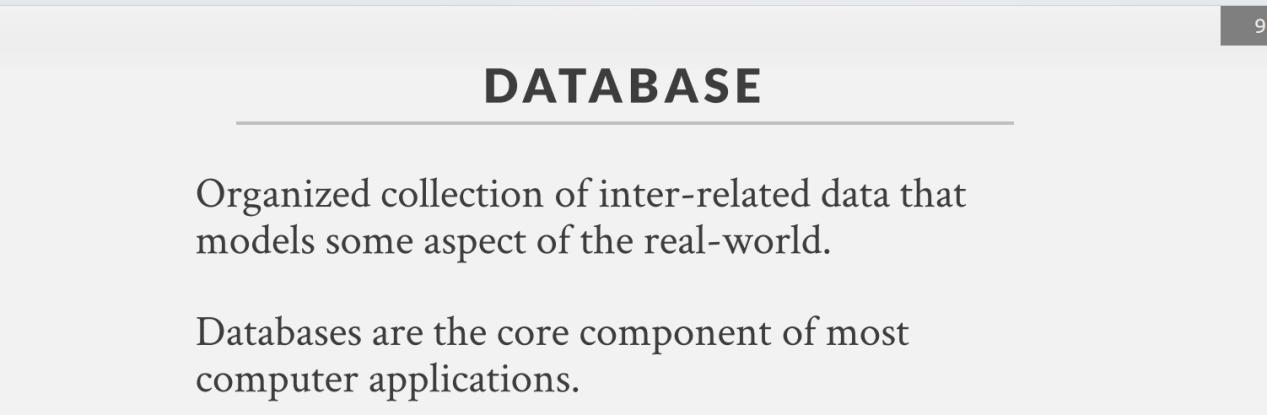 9
DATABASE
Organized collection of inter-related data that
models some aspect of the real-world.
Databases are the core component of most
computer applications.